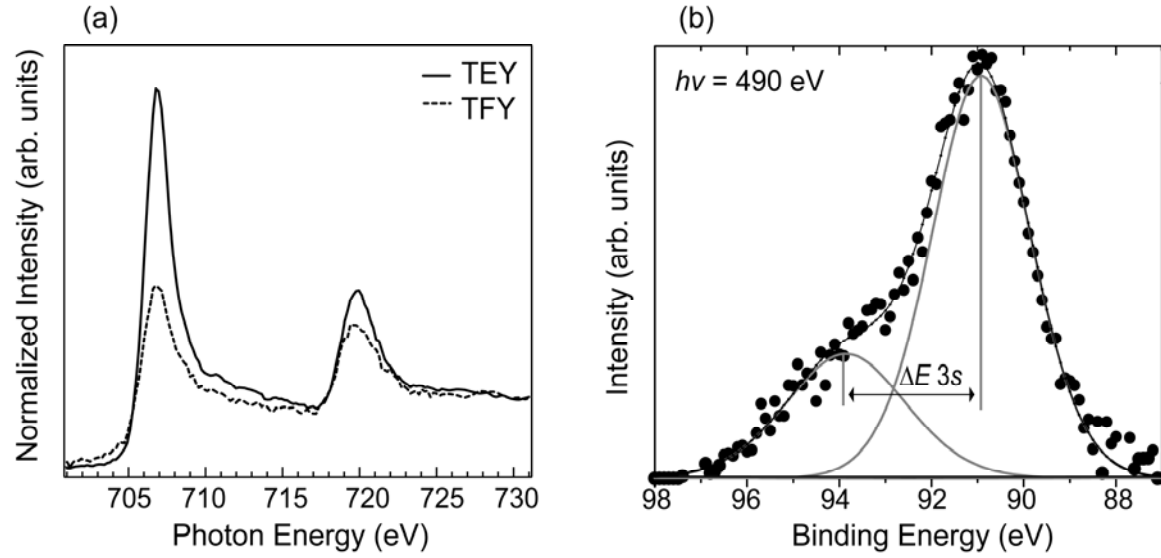 (a)
Normalized Intensity (arb. units)
TEY
TFY
705 710 715 720 725 730
Photon Energy (eV)
(b)
Intensity (arb. units)
hν = 490 eV
ΔE 3s
98 96 94 92 90 88
Binding Energy (eV)